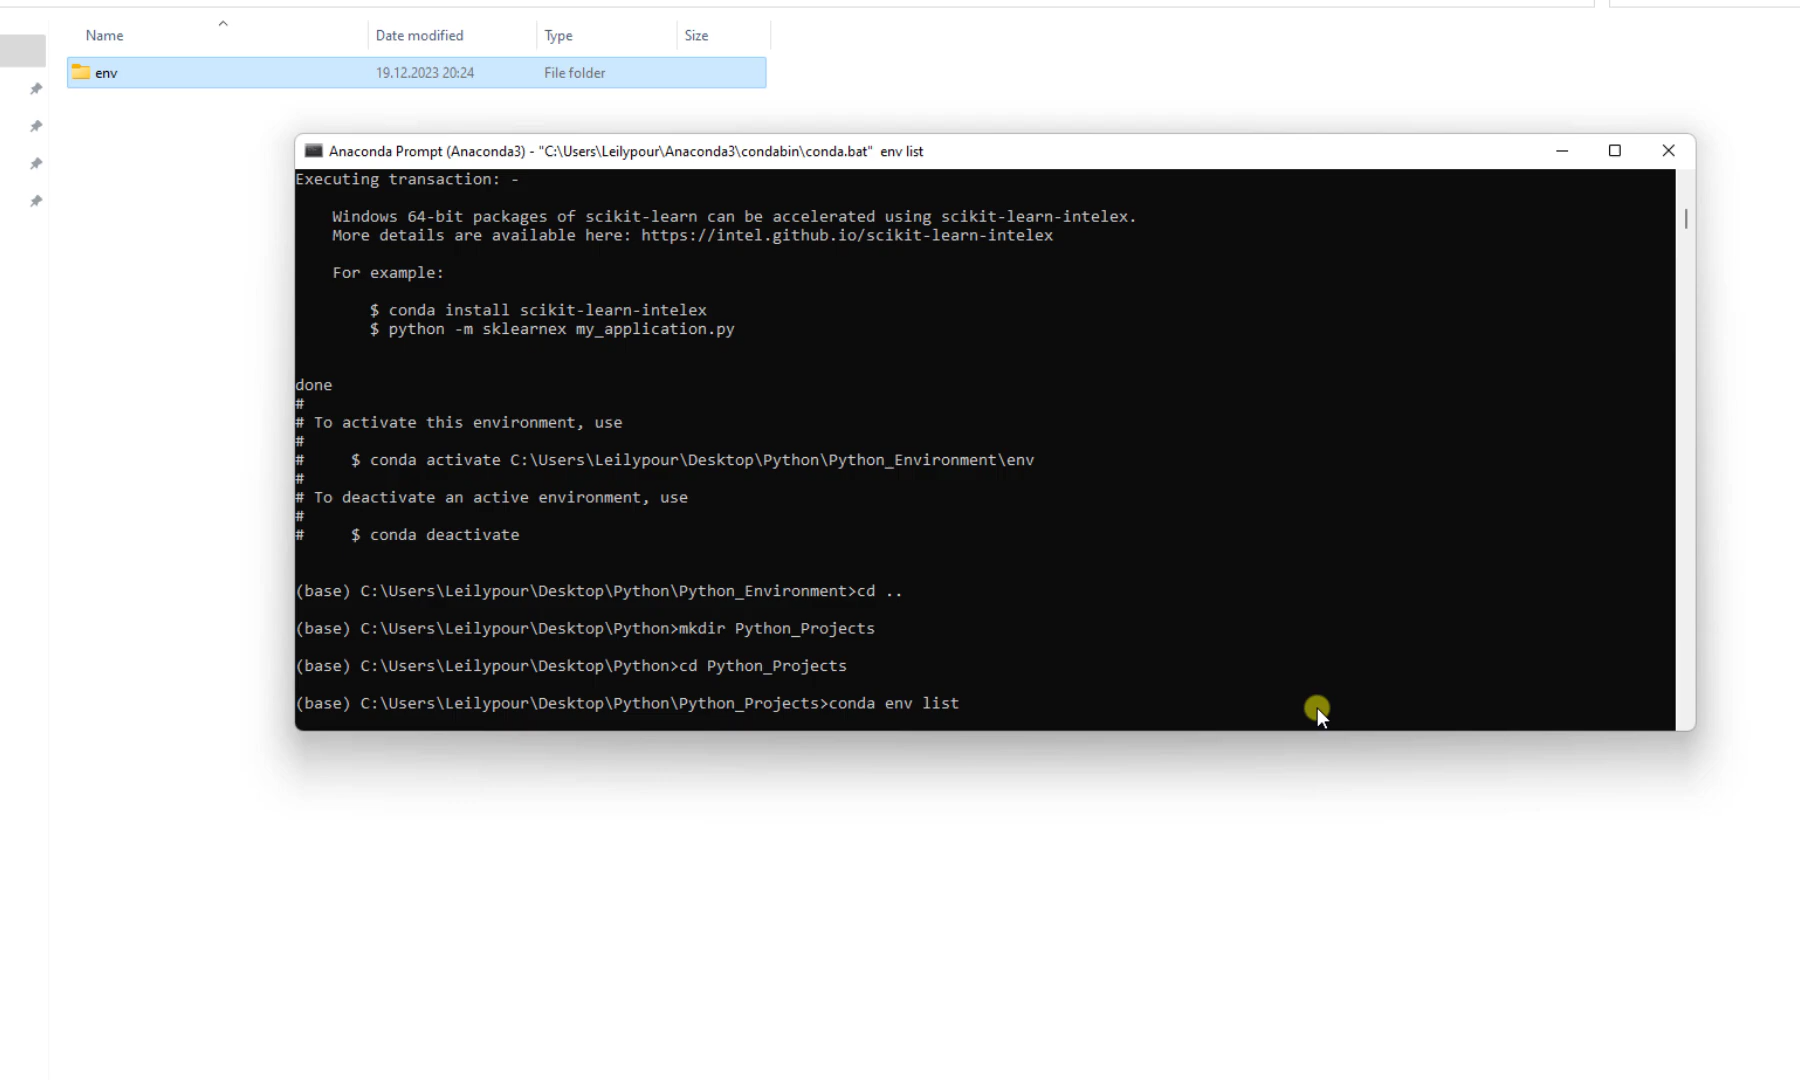 Name Date modified Type Size
env 19.12.2023 20:24 File folder
Anaconda Prompt (Anaconda3) - "C:\Users\Leilypour\Anaconda3\condabin\conda.bat" env list
Executing transaction: -
Windows 64-bit packages of scikit-learn can be accelerated using scikit-learn-intelex.
More details are available here: https://intel.github.io/scikit-learn-intelex
For example:
$ conda install scikit-learn-intelex
$ python -m sklearnex my_application.py
done
#
# To activate this environment, use
#
# $ conda activate C:\Users\Leilypour\Desktop\Python\Python_Environment\env
#
# To deactivate an active environment, use
#
# $ conda deactivate
(base) C:\Users\Leilypour\Desktop\Python\Python_Environment>cd ..
(base) C:\Users\Leilypour\Desktop\Python>mkdir Python_Projects
(base) C:\Users\Leilypour\Desktop\Python>cd Python_Projects
(base) C:\Users\Leilypour\Desktop\Python\Python_Projects>conda env list